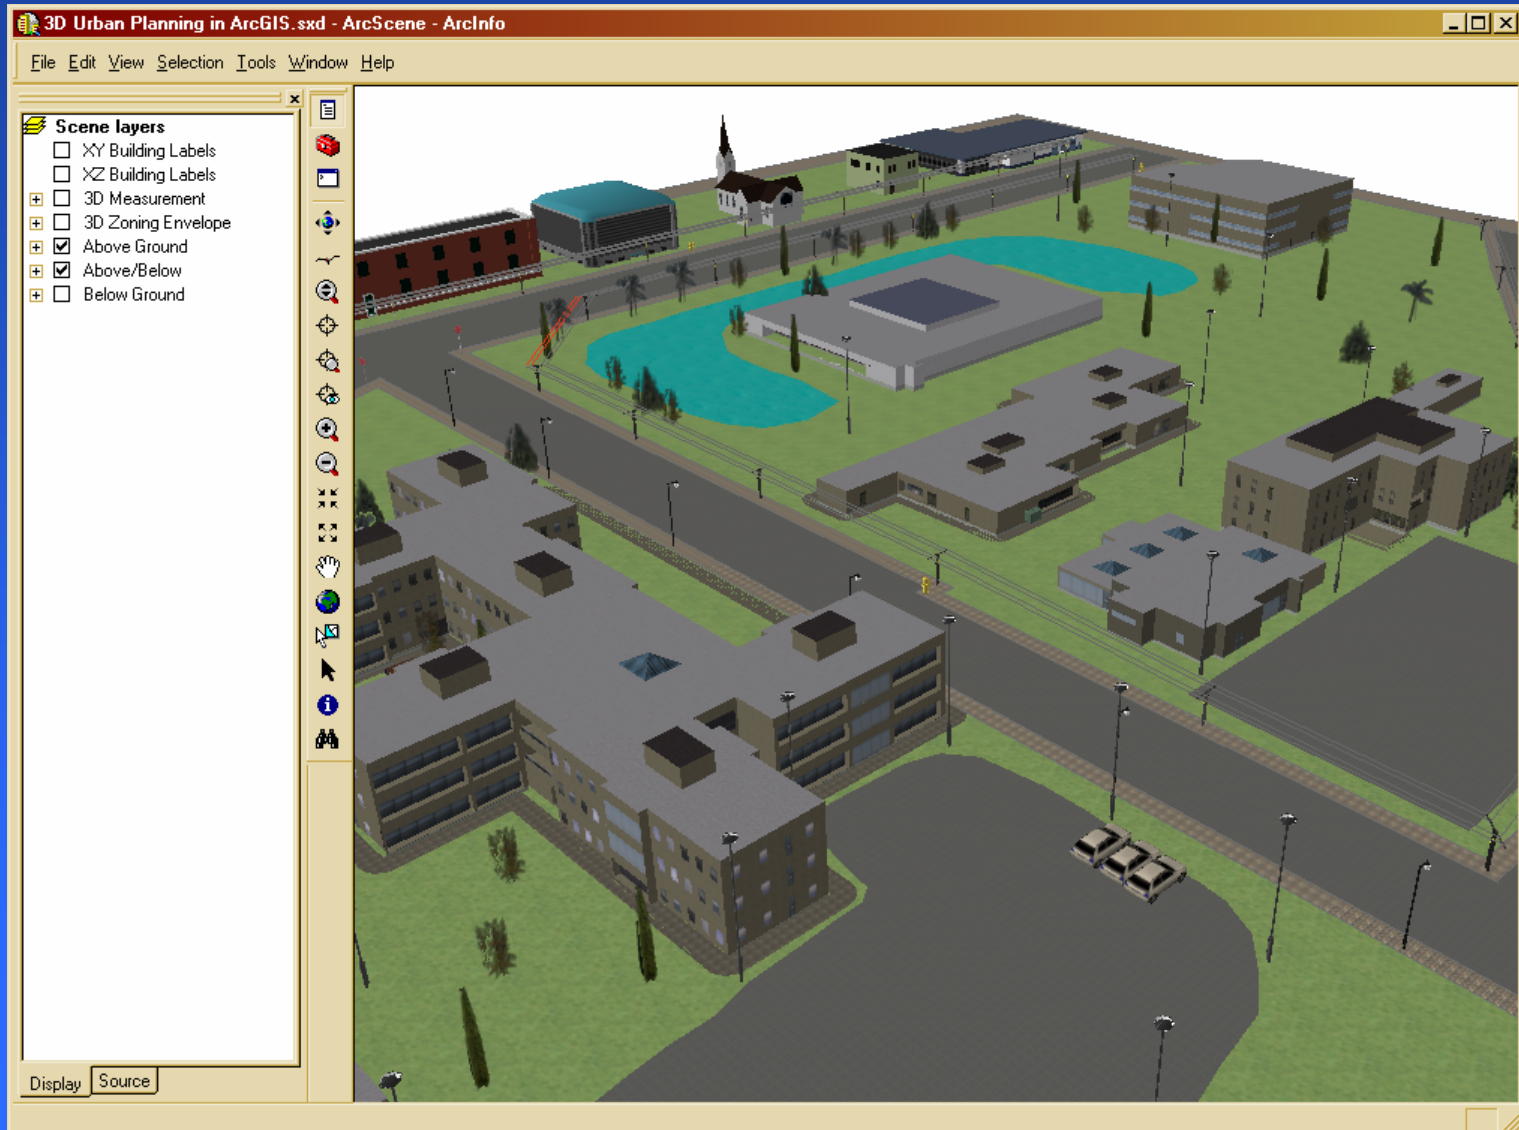 3D Urban Planning in ArcGIS.sxd - ArcScene - ArcInfo
File Edit View Selection Tools Window Help
Scene layers
XY Building Labels
XZ Building Labels
3D Measurement
3D Zoning Envelope
Above Ground
Above/Below
Below Ground
Display Source